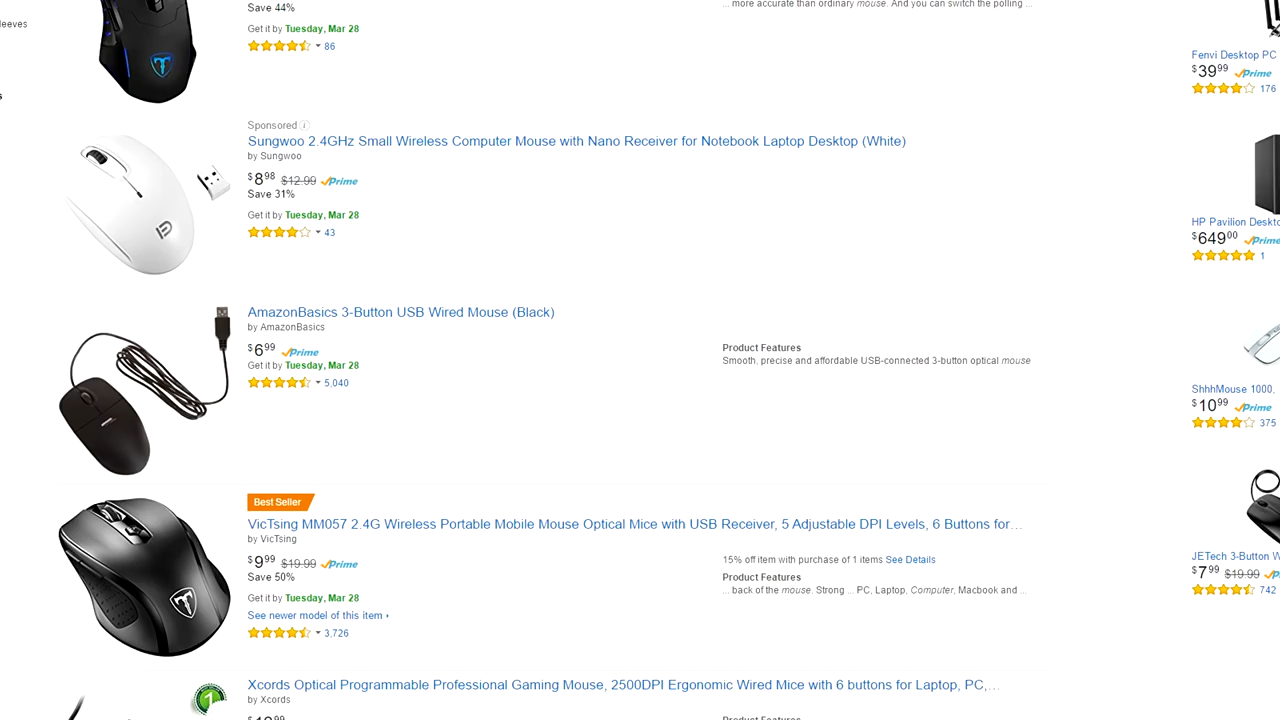 leeves
s
Save 44%
Get it by Tuesday, Mar 28
86
... more accurate than ordinary mouse. And you can switch the polling ...
Sponsored
Sungwoo 2.4GHz Small Wireless Computer Mouse with Nano Receiver for Notebook Laptop Desktop (White)
by Sungwoo
$8.98 $12.99 Prime
Save 31%
Get it by Tuesday, Mar 28
43
AmazonBasics 3-Button USB Wired Mouse (Black)
by AmazonBasics
$6.99 Prime
Get it by Tuesday, Mar 28
5,040
Product Features
Smooth, precise and affordable USB-connected 3-button optical mouse
Best Seller
VicTsing MM057 2.4G Wireless Portable Mobile Mouse Optical Mice with USB Receiver, 5 Adjustable DPI Levels, 6 Buttons for…
by VicTsing
$9.99 $19.99 Prime
Save 50%
Get it by Tuesday, Mar 28
See newer model of this item ›
3,726
15% off item with purchase of 1 items See Details
Product Features
... back of the mouse. Strong ... PC, Laptop, Computer, Macbook and ...
Xcords Optical Programmable Professional Gaming Mouse, 2500DPI Ergonomic Wired Mice with 6 buttons for Laptop, PC,…
by Xcords
Product Features
Fenvi Desktop PC
$39.99 Prime
176
HP Pavilion Deskto
$649.00 Prime
1
ShhhMouse 1000,
$10.99 Prime
375
JETech 3-Button W
$7.99 $19.99
742